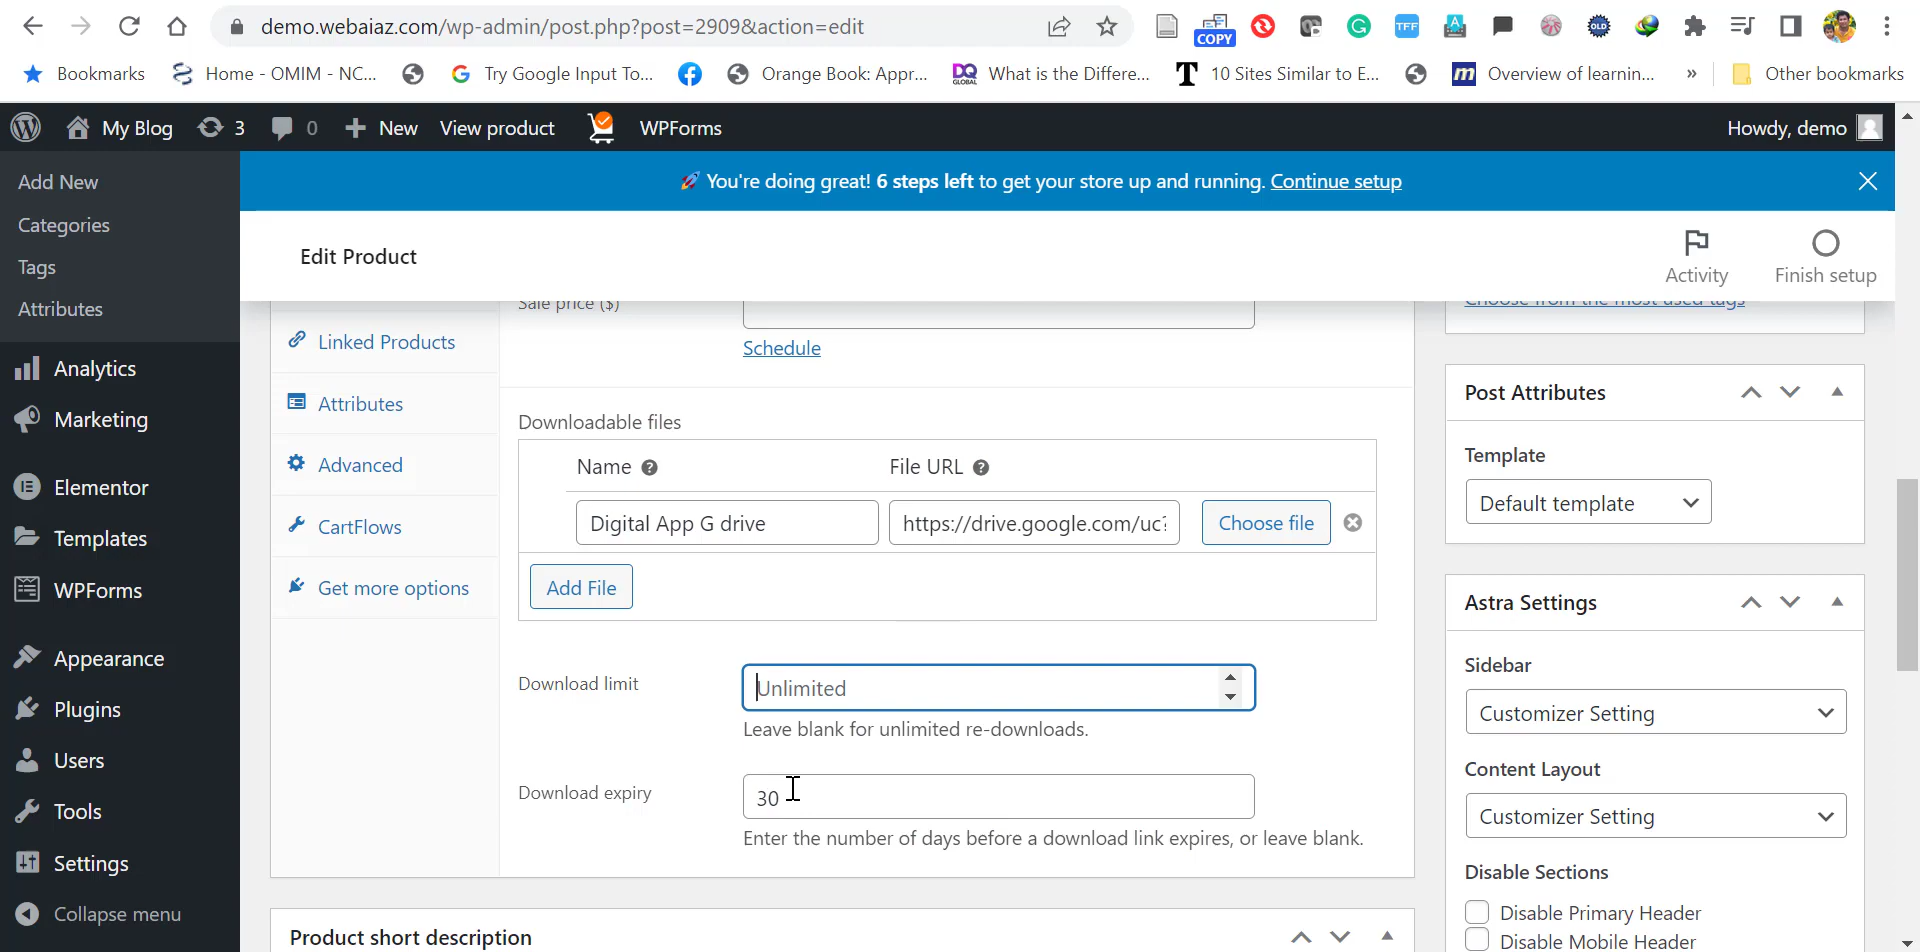 demo.webaiaz.com/wp-admin/post.php?post=2909&action=edit
COPY
TFF
A
OLD
Bookmarks
Home - OMIM - NC...
Try Google Input To...
Orange Book: Appr...
DQ GLOBAL
What is the Differe...
10 Sites Similar to E...
Overview of learnin...
»
Other bookmarks
My Blog
3
0
New
View product
WPForms
Howdy, demo
Add New
Categories
Tags
Attributes
Analytics
Marketing
Elementor
Templates
WPForms
Appearance
Plugins
Users
Tools
Settings
Collapse menu
🚀 You're doing great! 6 steps left to get your store up and running. Continue setup
Edit Product
Activity
Finish setup
Linked Products
Attributes
Advanced
CartFlows
Get more options
Sale price ($)
Schedule
Downloadable files
Name
File URL
Digital App G drive
https://drive.google.com/uc?
Choose file
Add File
Download limit
Unlimited
Leave blank for unlimited re-downloads.
Download expiry
30
Enter the number of days before a download link expires, or leave blank.
Product short description
Choose from the most used tags
Post Attributes
Template
Default template
Astra Settings
Sidebar
Customizer Setting
Content Layout
Customizer Setting
Disable Sections
Disable Primary Header
Disable Mobile Header